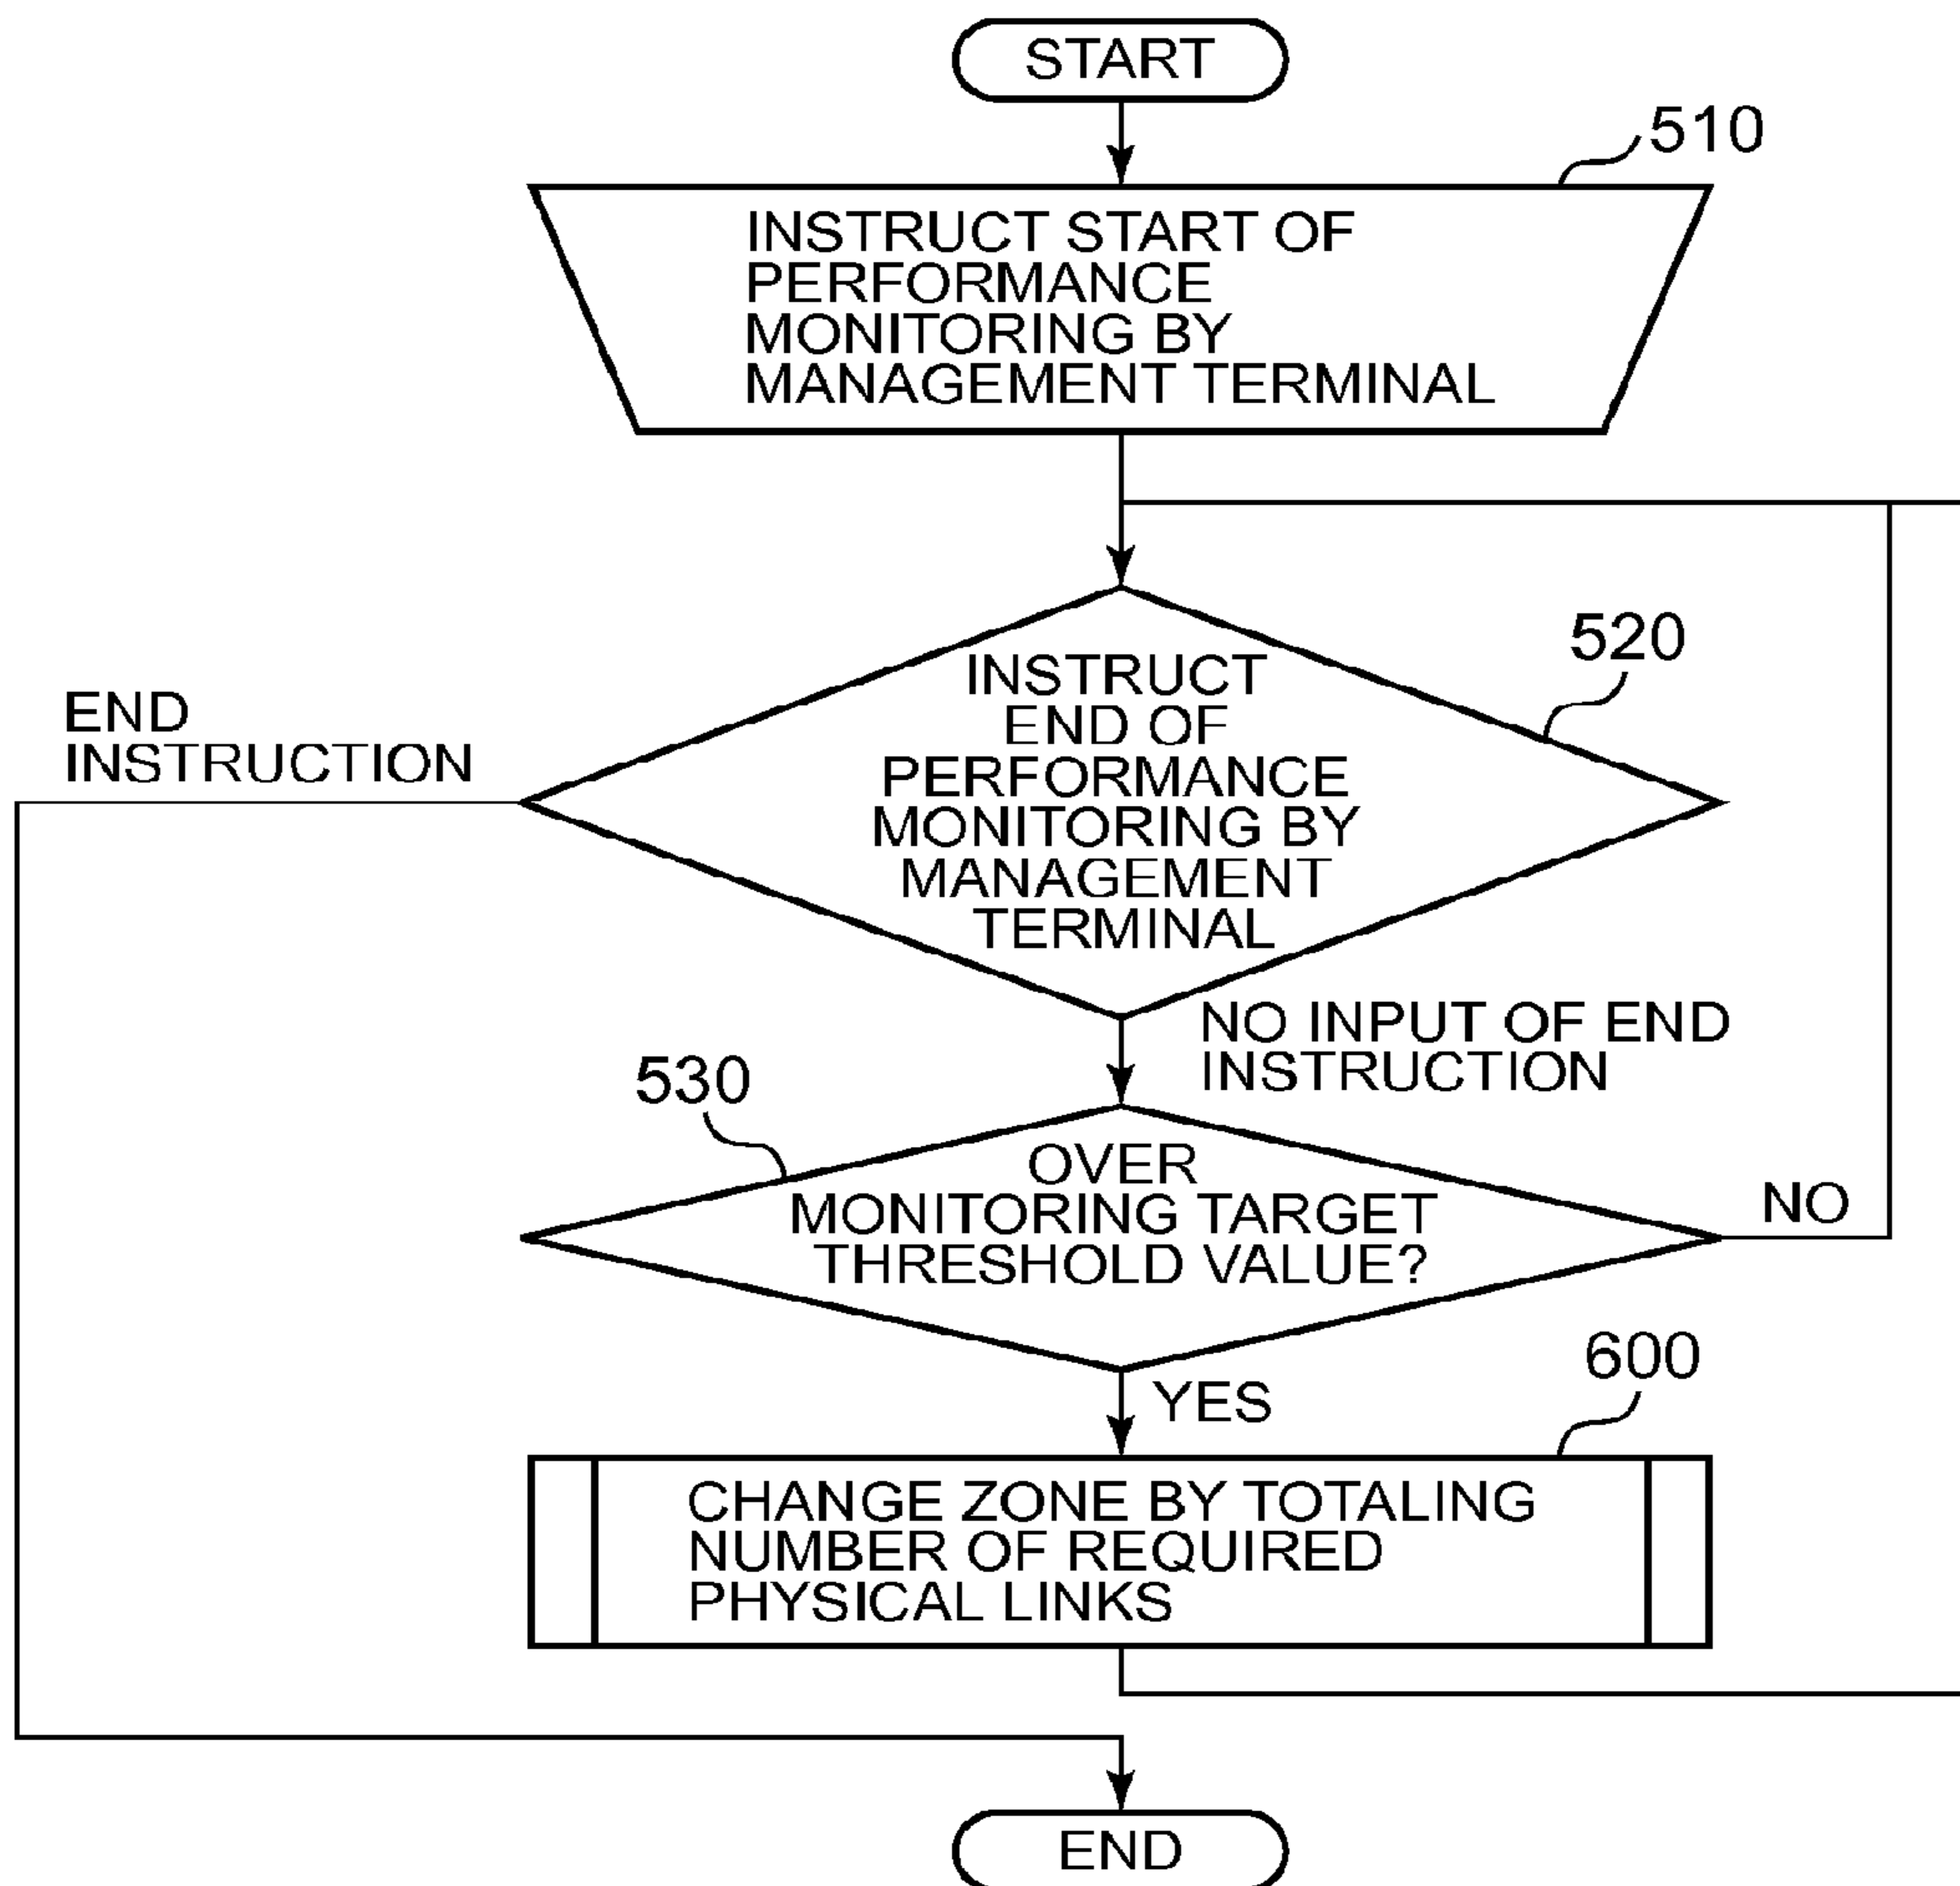 START
510
INSTRUCT START OF
PERFORMANCE
MONITORING BY
MANAGEMENT TERMINAL
520
INSTRUCT
END OF
PERFORMANCE
MONITORING BY
MANAGEMENT
TERMINAL
END
INSTRUCTION
NO INPUT OF END
INSTRUCTION
530
OVER
MONITORING TARGET
THRESHOLD VALUE?
NO
YES
600
CHANGE ZONE BY TOTALING
NUMBER OF REQUIRED
PHYSICAL LINKS
END